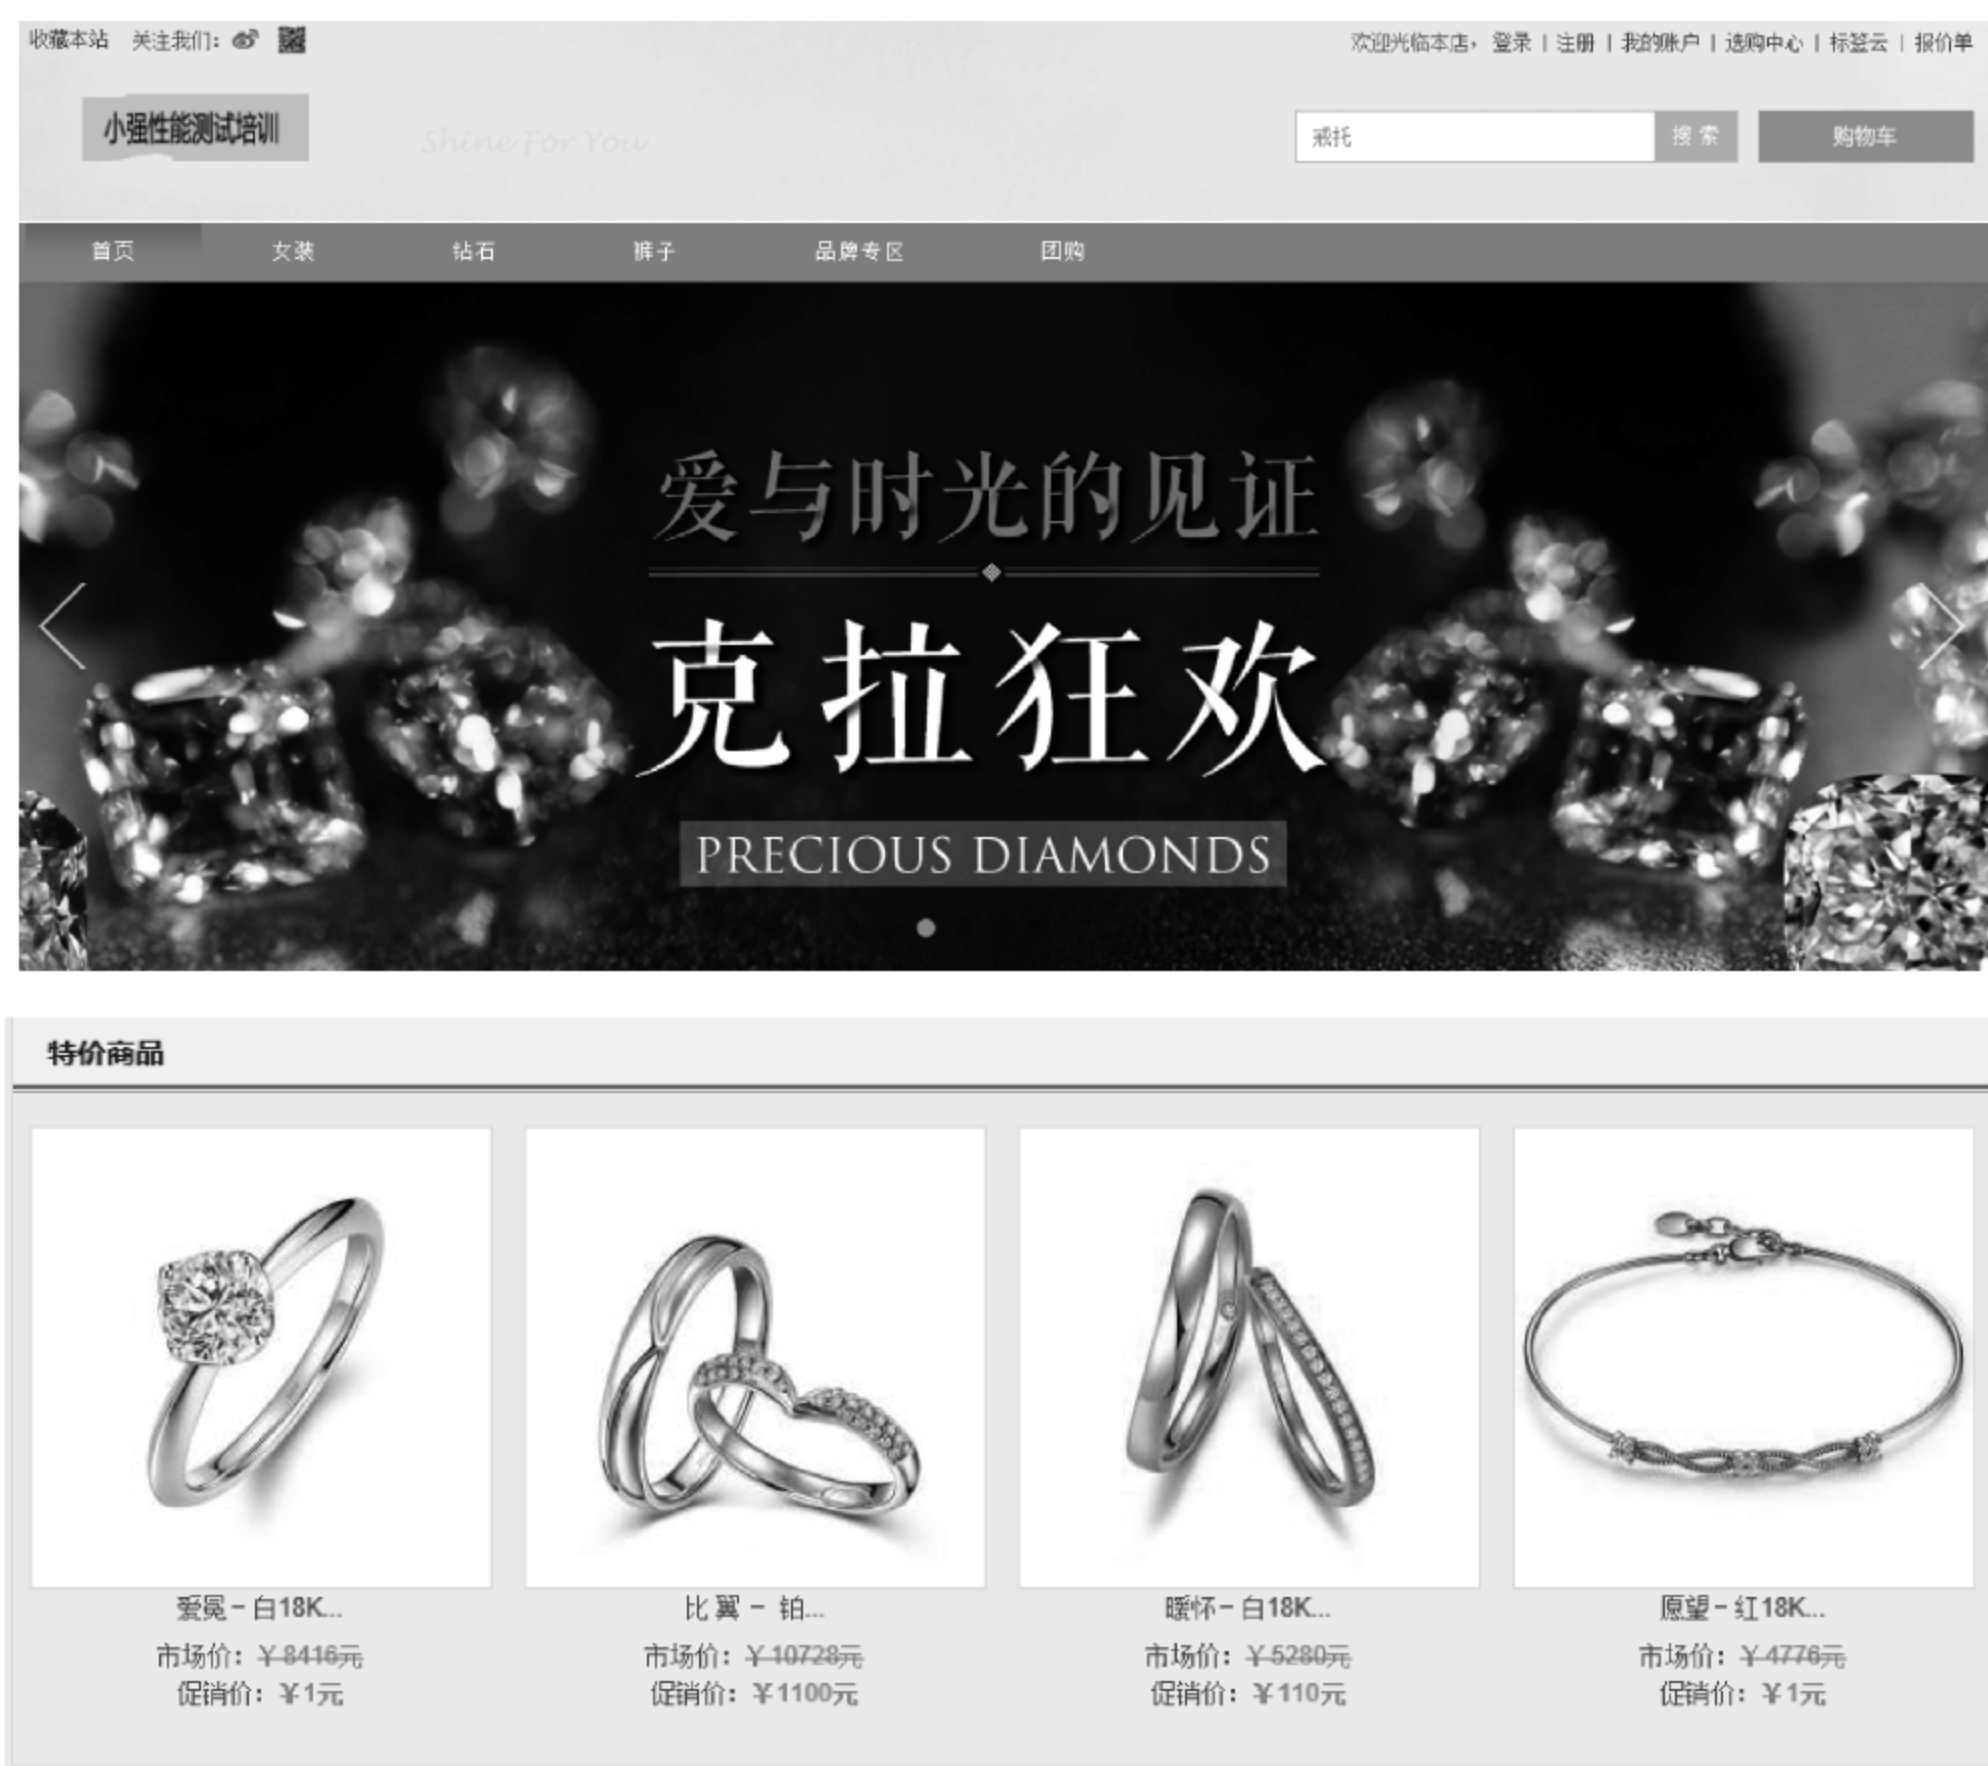 收藏本站 关注我们：
欢迎光临本店， 登录 | 注册 | 我的账户 | 选购中心 | 标签云 | 报价单
小强性能测试培训
Shine For You
戒托 搜索 购物车
首页 女装 钻石 裤子 品牌专区 团购
爱与时光的见证
克拉狂欢
PRECIOUS DIAMONDS
特价商品
爱冕-白18K...
市场价：￥8416元
促销价：￥1元
比翼 - 铂...
市场价：￥10728元
促销价：￥1100元
暖怀-白18K...
市场价：￥5280元
促销价：￥110元
愿望-红18K...
市场价：￥4776元
促销价：￥1元